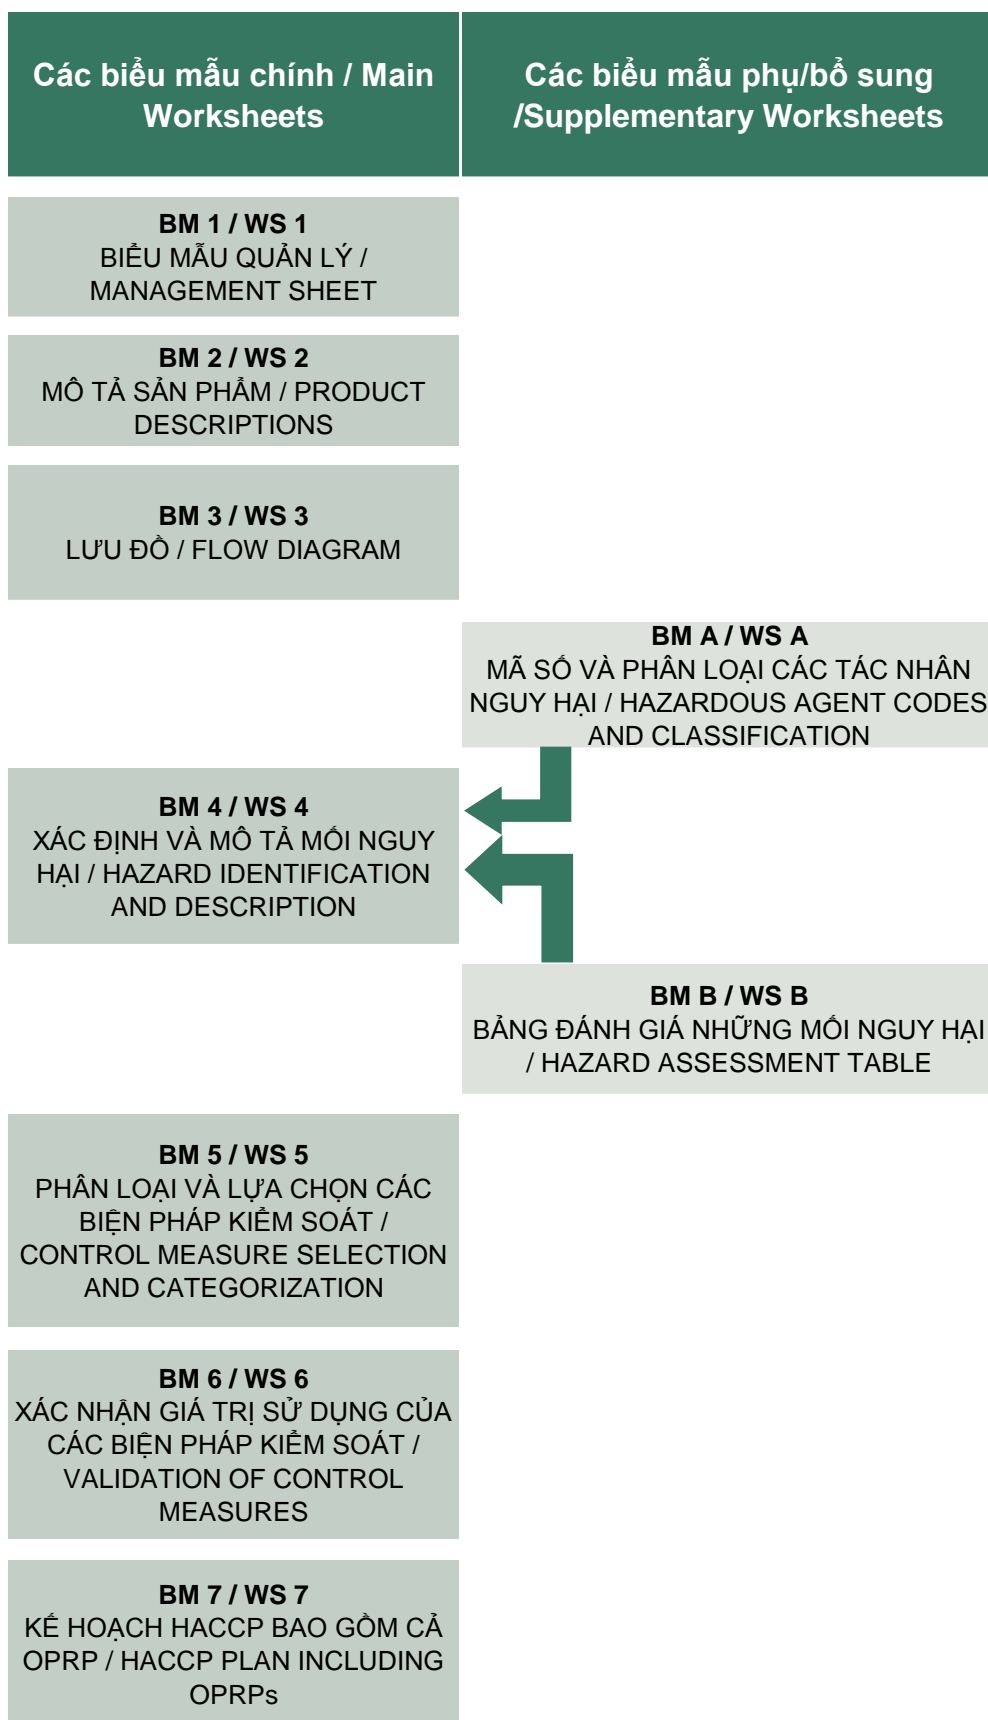 Các biểu mẫu chính / Main
Worksheets
Các biểu mẫu phụ/bổ sung
/Supplementary Worksheets
BM 1 / WS 1
BIỂU MẪU QUẢN LÝ /
MANAGEMENT SHEET
BM 2 / WS 2
MÔ TẢ SẢN PHẨM / PRODUCT
DESCRIPTIONS
BM 3 / WS 3
LƯU ĐỒ / FLOW DIAGRAM
BM A / WS A
MÃ SỐ VÀ PHÂN LOẠI CÁC TÁC NHÂN
NGUY HẠI / HAZARDOUS AGENT CODES
AND CLASSIFICATION
BM 4 / WS 4
XÁC ĐỊNH VÀ MÔ TẢ MỐI NGUY
HẠI / HAZARD IDENTIFICATION
AND DESCRIPTION
BM B / WS B
BẢNG ĐÁNH GIÁ NHỮNG MỐI NGUY HẠI
/ HAZARD ASSESSMENT TABLE
BM 5 / WS 5
PHÂN LOẠI VÀ LỰA CHỌN CÁC
BIỆN PHÁP KIỂM SOÁT /
CONTROL MEASURE SELECTION
AND CATEGORIZATION
BM 6 / WS 6
XÁC NHẬN GIÁ TRỊ SỬ DỤNG CỦA
CÁC BIỆN PHÁP KIỂM SOÁT /
VALIDATION OF CONTROL
MEASURES
BM 7 / WS 7
KẾ HOẠCH HACCP BAO GỒM CẢ
OPRP / HACCP PLAN INCLUDING
OPRPs